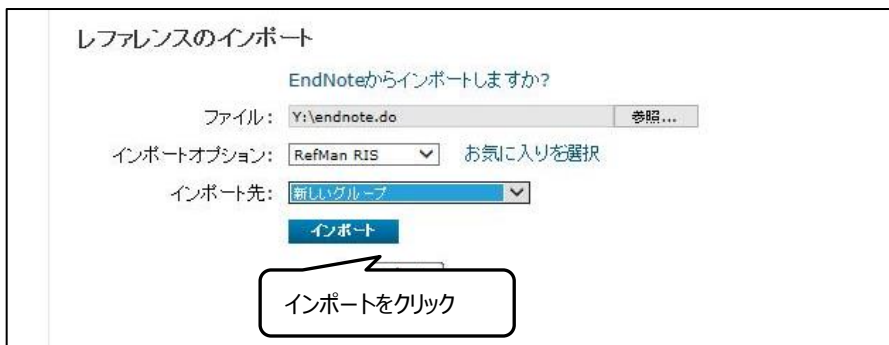 レファレンスのインポート
EndNoteからインポートしますか?
ファイル: Y:\endnote.do 参照...
インポートオプション: RefMan RIS お気に入りを選択
インポート先: 新しいグループ
インポート
インポートをクリック